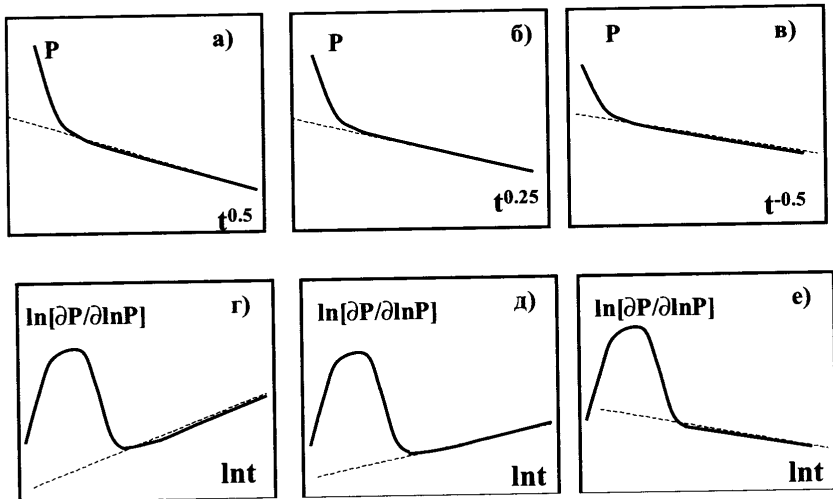 а)
P
t^0.5
б)
P
t^0.25
в)
P
t^-0.5
г)
ln[∂P/∂lnP]
lnt
д)
ln[∂P/∂lnP]
lnt
е)
ln[∂P/∂lnP]
lnt